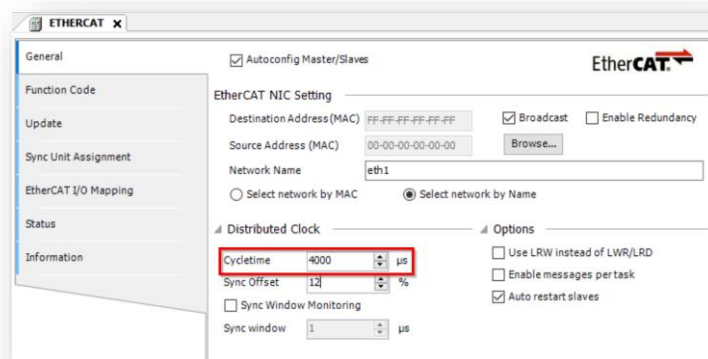 ETHERCAT X
General
Function Code
Update
Sync Unit Assignment
EtherCAT I/O Mapping
Status
Information
Autoconfig Master/Slaves
EtherCAT.
EtherCAT NIC Setting
Destination Address (MAC) FF-FF-FF-FF-FF-FF Broadcast Enable Redundancy
Source Address (MAC) 00-00-00-00-00-00 Browse...
Network Name eth1
Select network by MAC Select network by Name
Distributed Clock
Cycletime 4000 µs
Sync Offset 12 %
Sync Window Monitoring
Sync window 1 µs
Options
Use LRW instead of LWR/LRD
Enable messages per task
Auto restart slaves